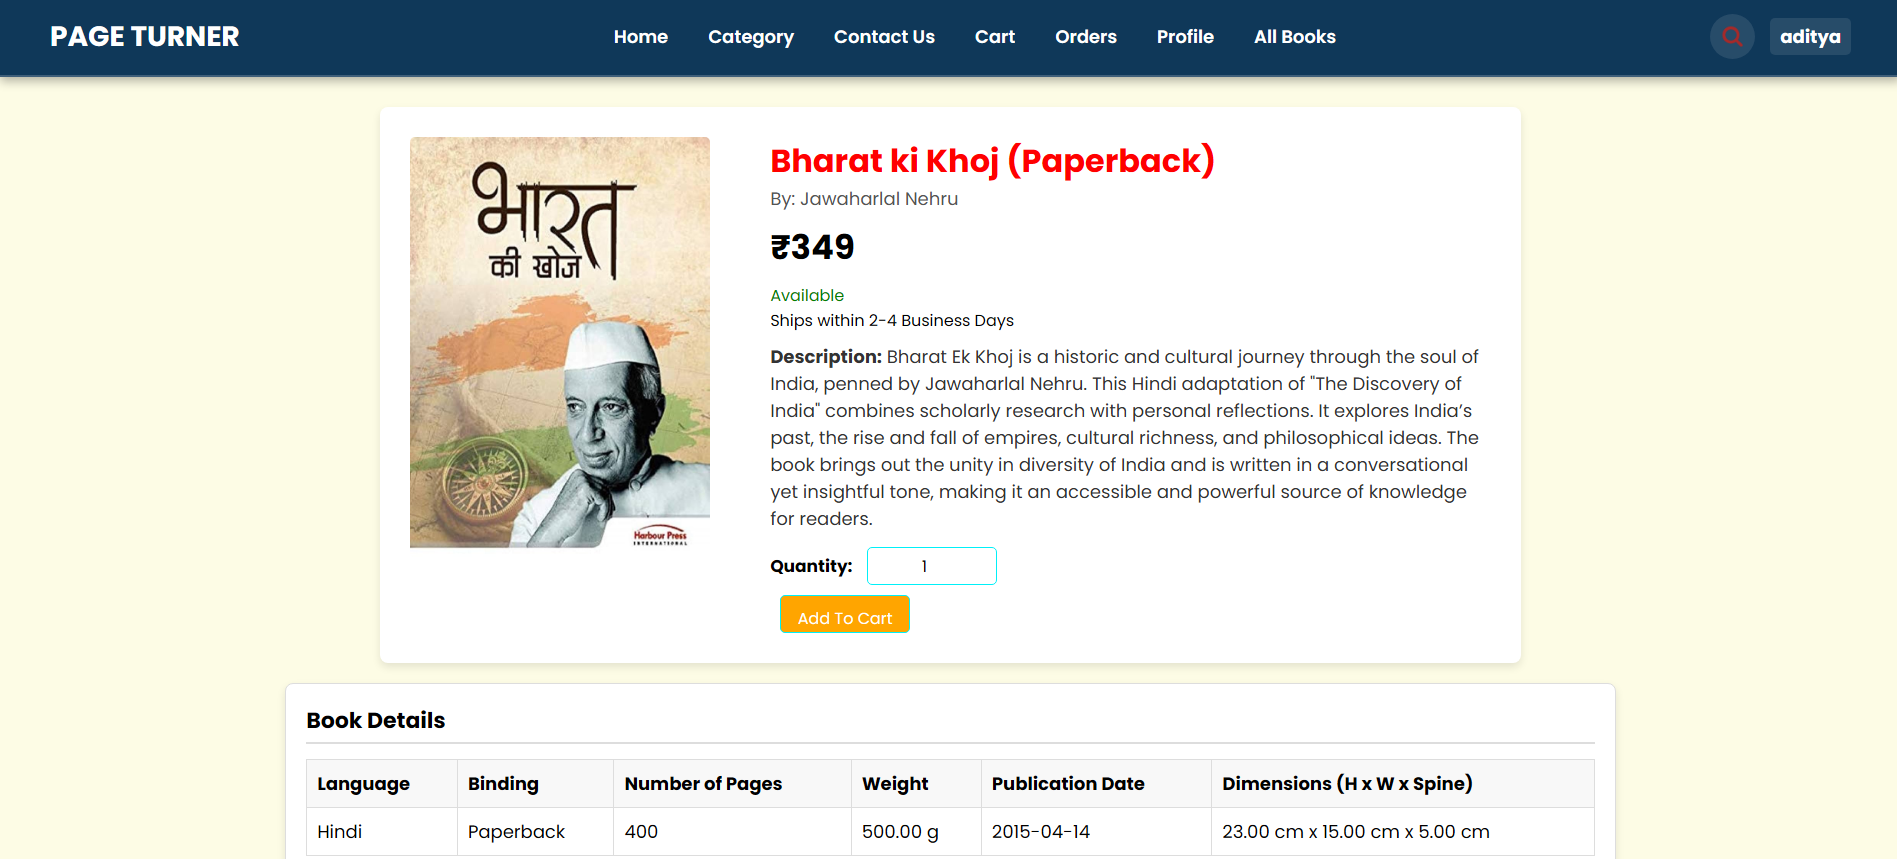 PAGE TURNER
Home
Category
Contact Us
Cart
Orders
Profile
All Books
aditya
भारत
की खोज
Harbour Press
INTERNATIONAL
Bharat ki Khoj (Paperback)
By: Jawaharlal Nehru
₹349
Available
Ships within 2-4 Business Days
Description: Bharat Ek Khoj is a historic and cultural journey through the soul of
India, penned by Jawaharlal Nehru. This Hindi adaptation of "The Discovery of
India" combines scholarly research with personal reflections. It explores India’s
past, the rise and fall of empires, cultural richness, and philosophical ideas. The
book brings out the unity in diversity of India and is written in a conversational
yet insightful tone, making it an accessible and powerful source of knowledge
for readers.
Quantity: 1
Add To Cart
Book Details
Language Binding Number of Pages Weight Publication Date Dimensions (H x W x Spine)
Hindi Paperback 400 500.00 g 2015-04-14 23.00 cm x 15.00 cm x 5.00 cm